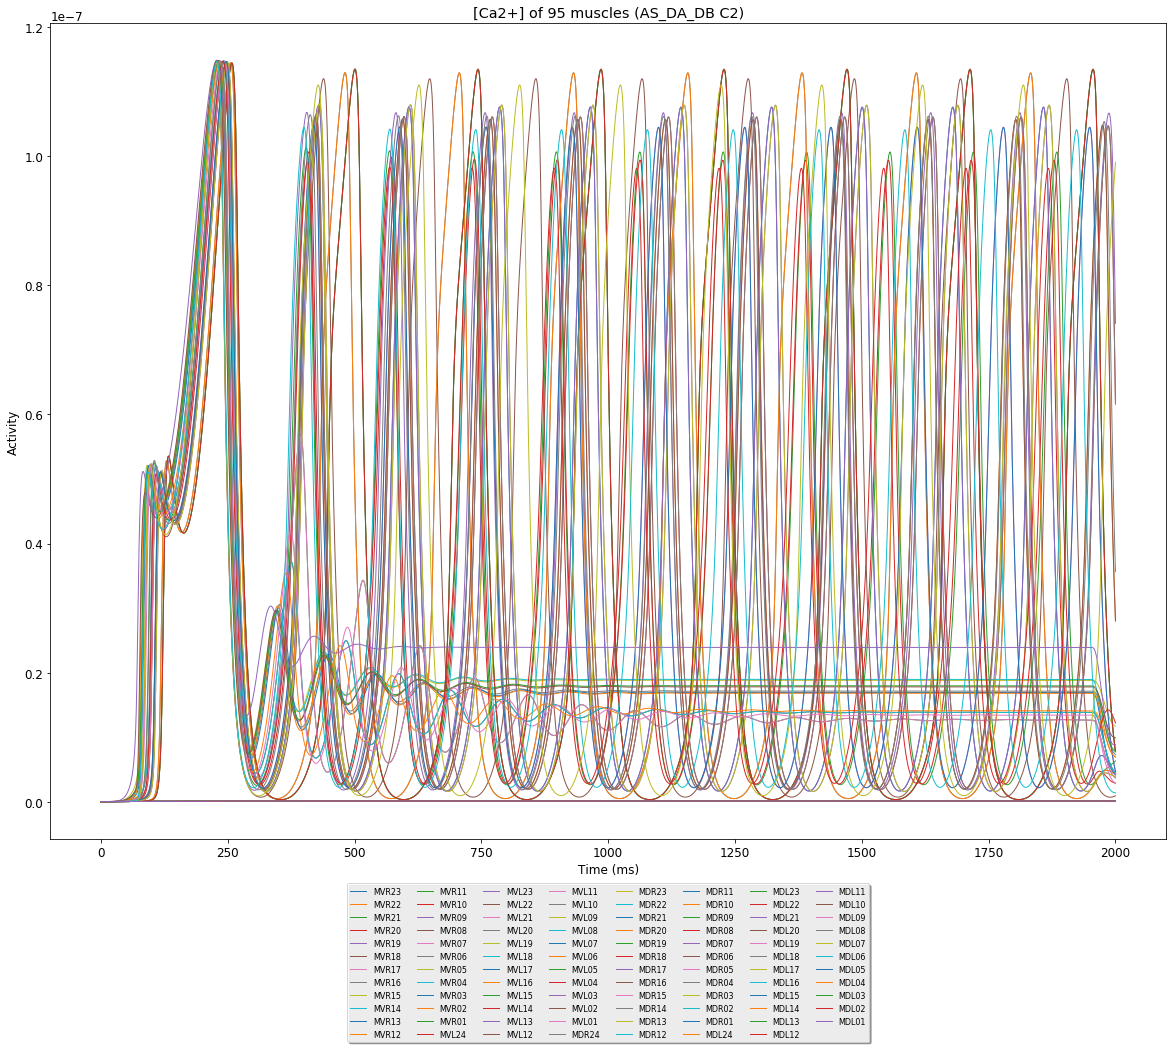 [Ca2+] of 95 muscles (AS_DA_DB C2)
1e−7
1.2
1.0
0.8
0.6
0.4
0.2
0.0
Activity
0 250 500 750 1000 1250 1500 1750 2000
Time (ms)
MVR23 MVR11 MVL23 MVL11 MDR23 MDR11 MDL23 MDL11
MVR22 MVR10 MVL22 MVL10 MDR22 MDR10 MDL22 MDL10
MVR21 MVR09 MVL21 MVL09 MDR21 MDR09 MDL21 MDL09
MVR20 MVR08 MVL20 MVL08 MDR20 MDR08 MDL20 MDL08
MVR19 MVR07 MVL19 MVL07 MDR19 MDR07 MDL19 MDL07
MVR18 MVR06 MVL18 MVL06 MDR18 MDR06 MDL18 MDL06
MVR17 MVR05 MVL17 MVL05 MDR17 MDR05 MDL17 MDL05
MVR16 MVR04 MVL16 MVL04 MDR16 MDR04 MDL16 MDL04
MVR15 MVR03 MVL15 MVL03 MDR15 MDR03 MDL15 MDL03
MVR14 MVR02 MVL14 MVL02 MDR14 MDR02 MDL14 MDL02
MVR13 MVR01 MVL13 MVL01 MDR13 MDR01 MDL13 MDL01
MVR12 MVL24 MVL12 MDR24 MDR12 MDL24 MDL12